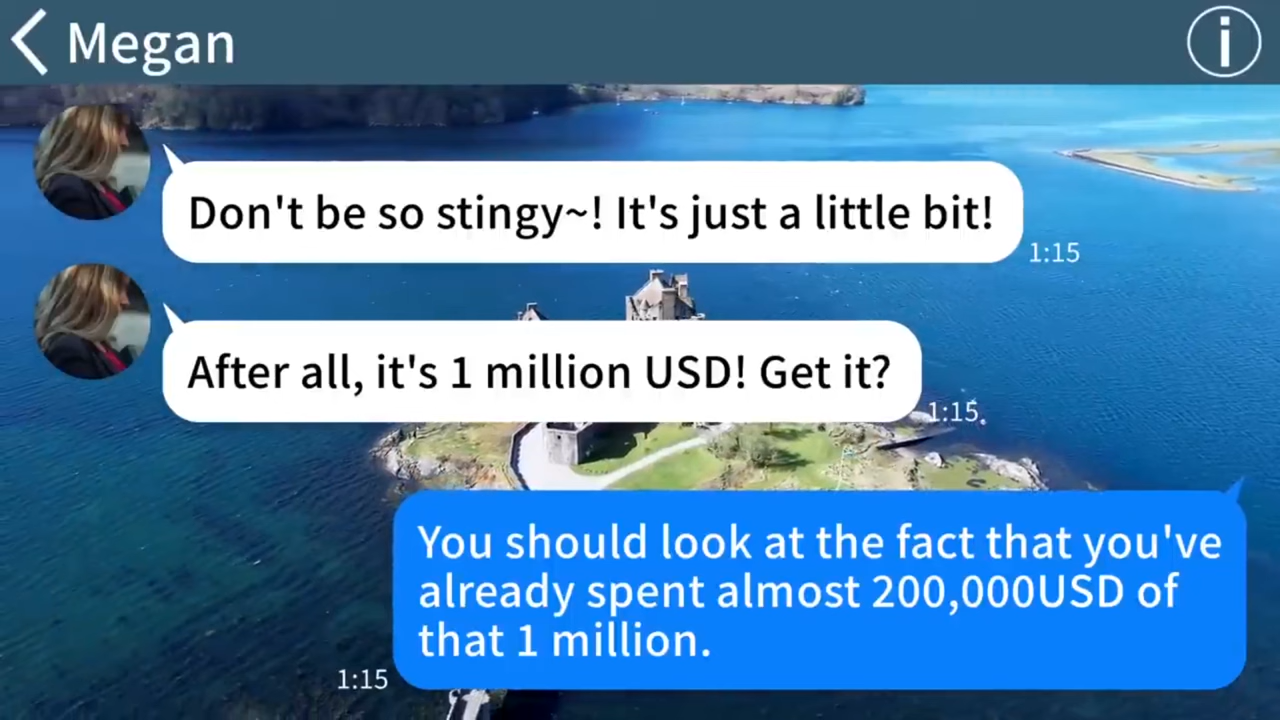 Megan
Don't be so stingy~! It's just a little bit!
1:15
After all, it's 1 million USD! Get it?
1:15
You should look at the fact that you've
already spent almost 200,000USD of
that 1 million.
1:15